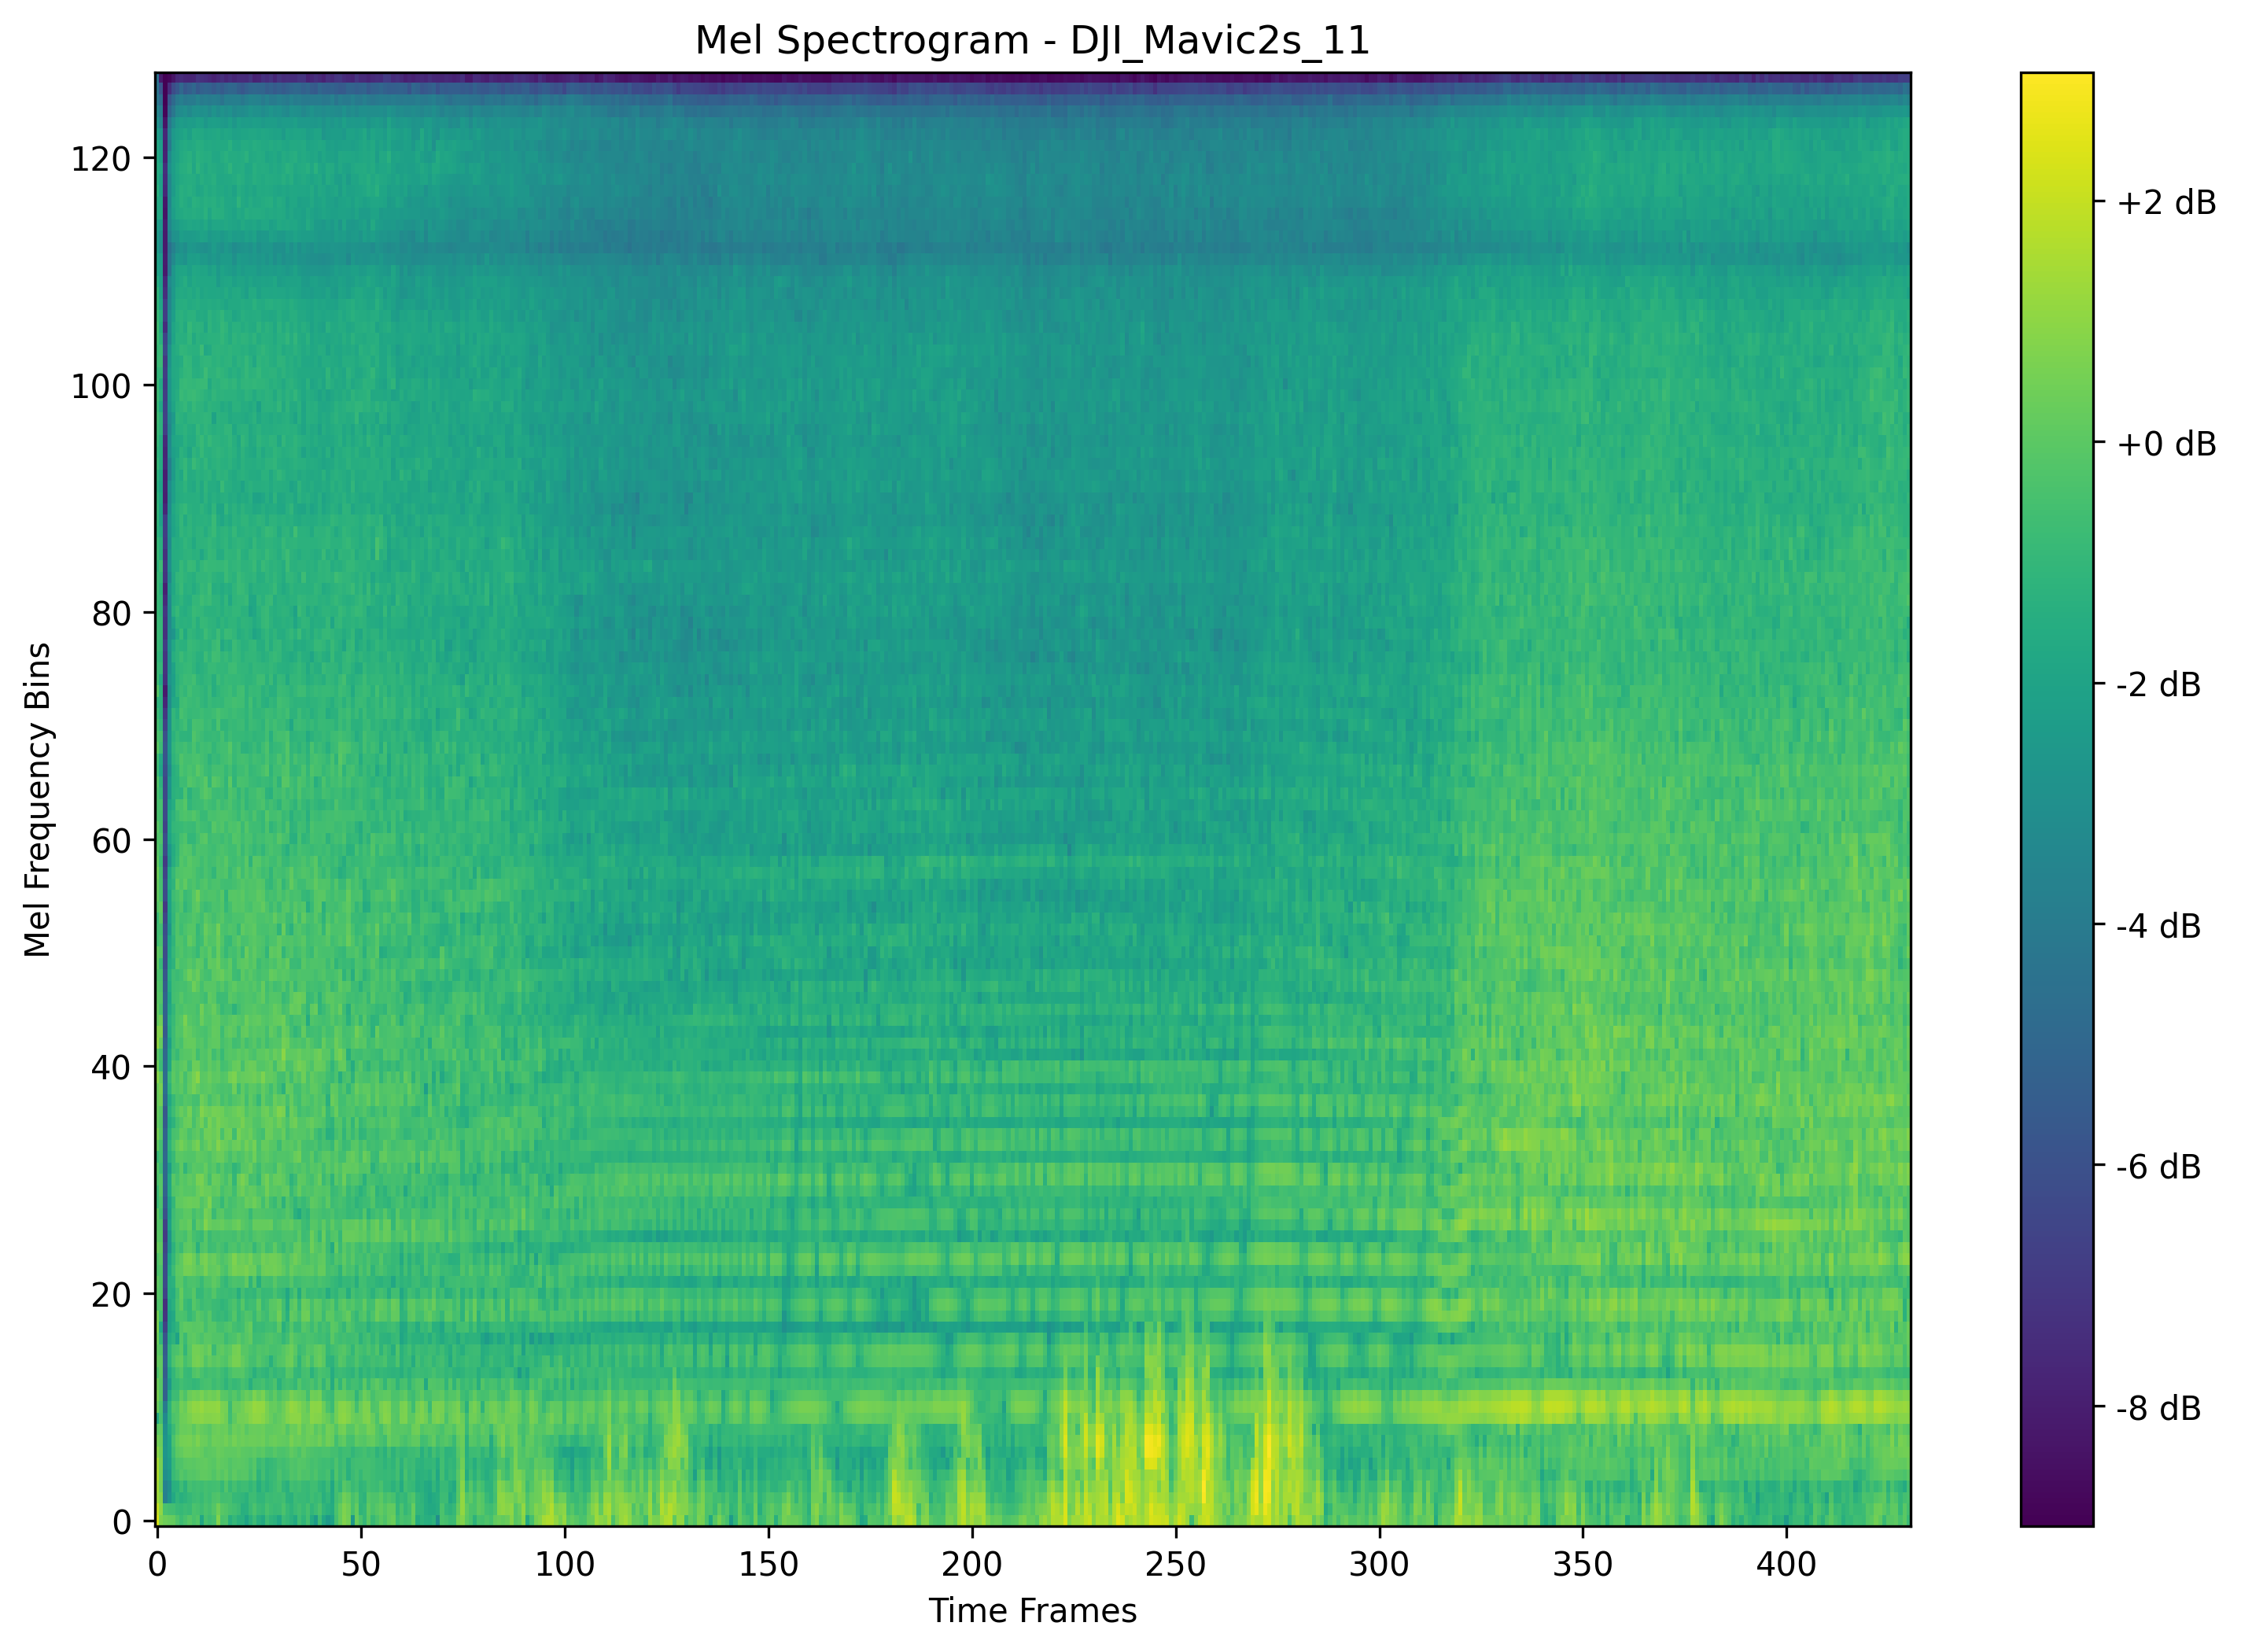 Mel Spectrogram - DJI_Mavic2s_11
Mel Frequency Bins
120
100
80
60
40
20
0
0 50 100 150 200 250 300 350 400
Time Frames
+2 dB
+0 dB
-2 dB
-4 dB
-6 dB
-8 dB